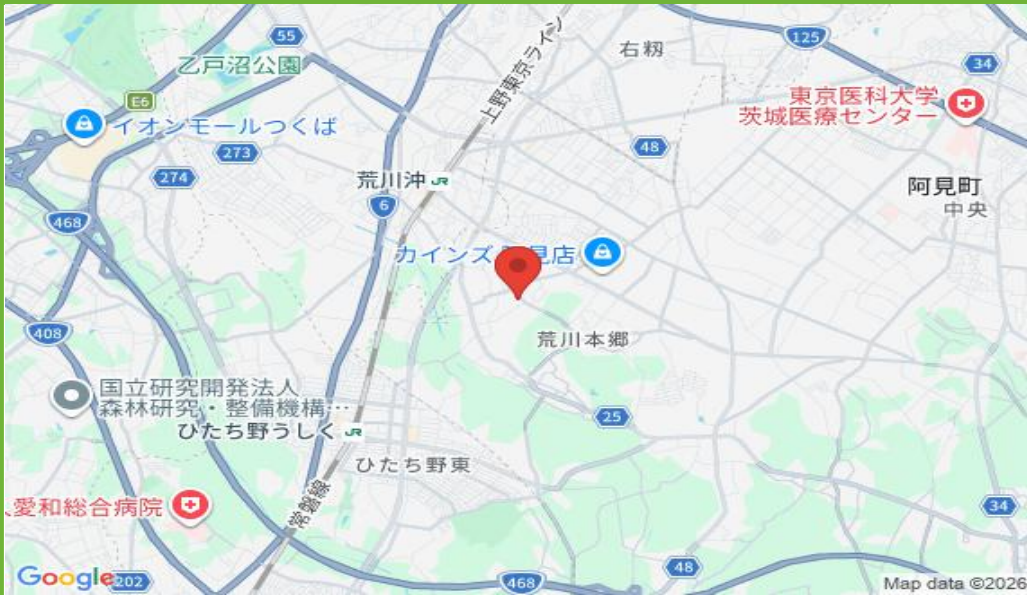 55
125
右籾
乙戸沼公園
34
上野東京ライン
E6
東京医科大学
茨城医療センター
イオンモールつくば
273
48
274
荒川沖 JR
阿見町
中央
6
468
カインズ 見店
408
荒川本郷
国立研究開発法人
森林研究・整備機構…
25
ひたち野うしく JR
ひたち野東
愛和総合病院
常磐線
34
48
Google
202
468
Map data ©2026